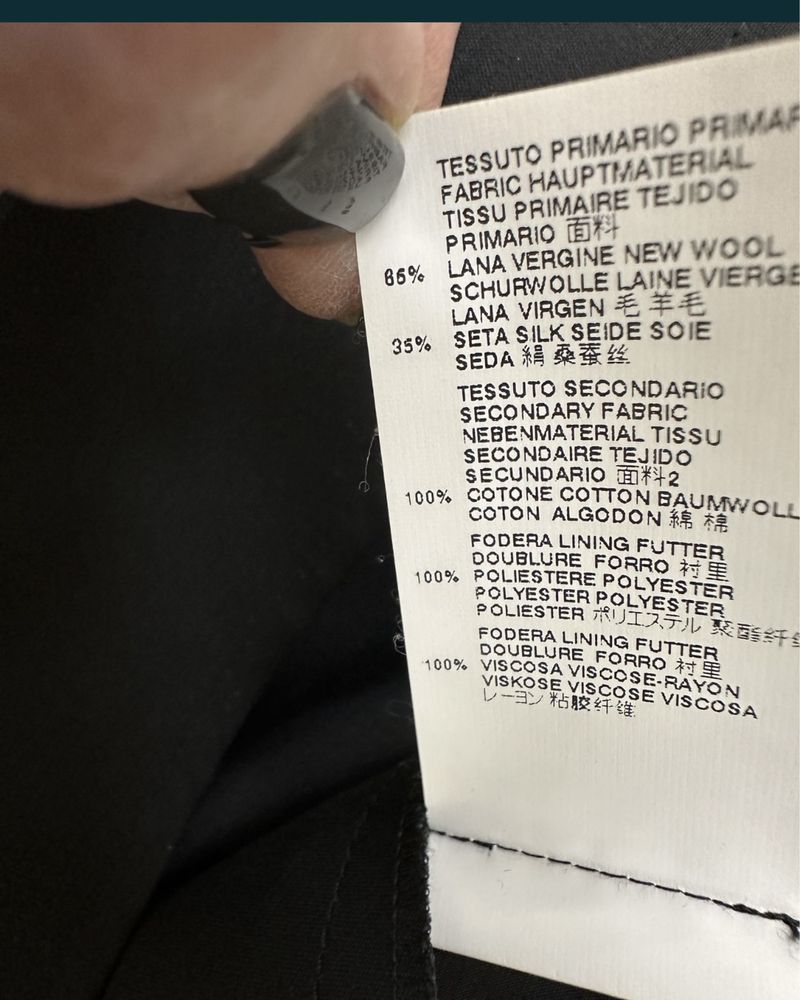 TESSUTO PRIMARIO PRIMAR
FABRIC HAUPTMATERIAL
TISSU PRIMAIRE TEJIDO
PRIMARIO 面料
LANA VERGINE NEW WOOL
SCHURWOLLE LAINE VIERGE
LANA VIRGEN 毛 羊毛
35% SETA SILK SEIDE SOIE
SEDA 絹 桑蚕丝
TESSUTO SECONDARIO
SECONDARY FABRIC
NEBENMATERIAL TISSU
SECONDAIRE TEJIDO
SECUNDARIO 面料2
100% COTONE COTTON BAUMWOLL
COTON ALGODON 綿 棉
FODERA LINING FUTTER
DOUBLURE FORRO 衬里
100% POLIESTERE POLYESTER
POLYESTER POLYESTER
POLIESTER ポリエステル 聚酯纤维
FODERA LINING FUTTER
DOUBLURE FORRO 衬里
100% VISCOSA VISCOSE-RAYON
VISKOSE VISCOSE VISCOSA
レーヨン 粘胶纤维